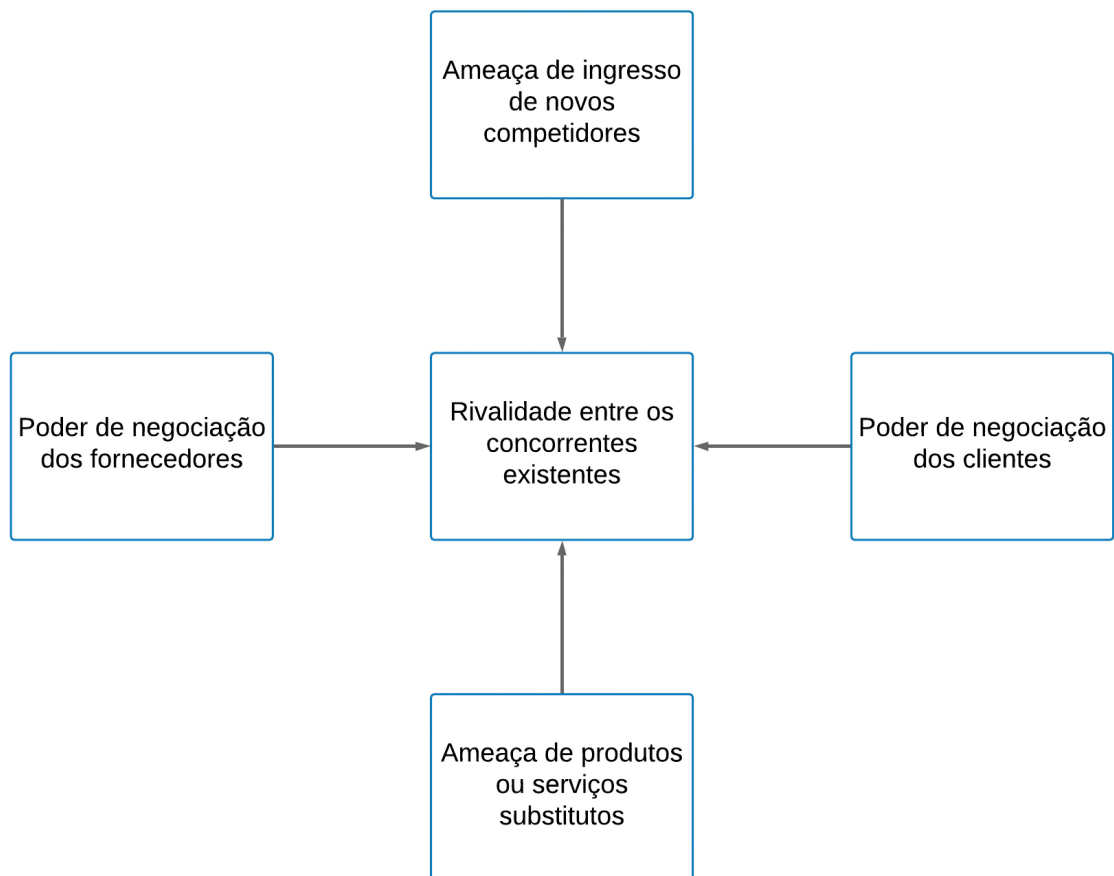 Ameaça de ingresso
de novos
competidores
Poder de negociação
dos fornecedores
Rivalidade entre os
concorrentes
existentes
Poder de negociação
dos clientes
Ameaça de produtos
ou serviços
substitutos